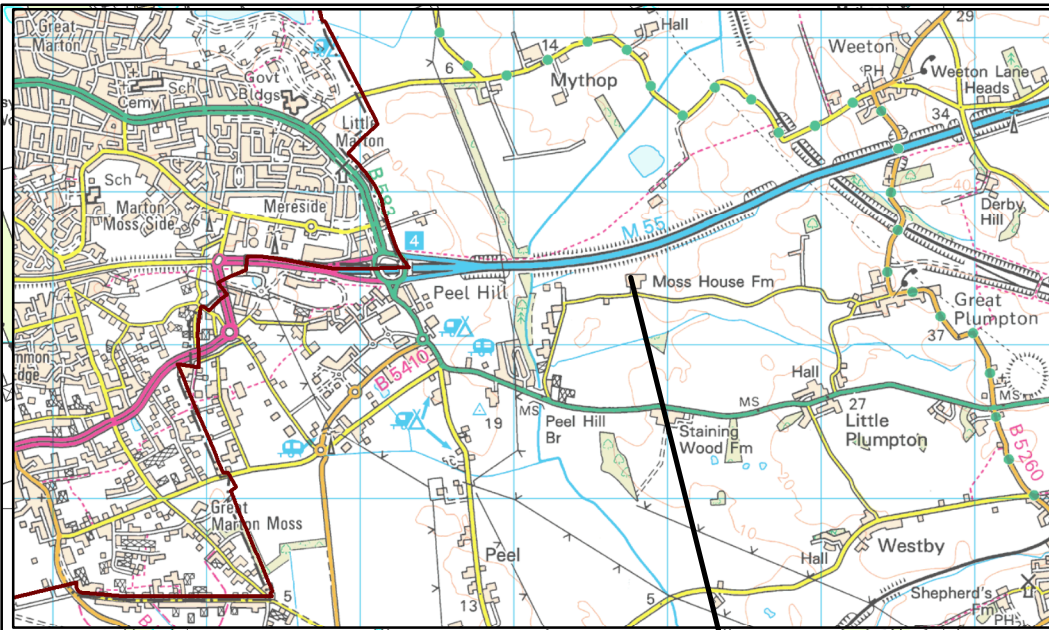 Great
Marton
Sch
Cemy
Govt
Bldgs
Little
Marton
6
14
Mythop
Hall
29
Weeton
PH
Weeton Lane
Heads
34
Sch
Marton
Moss Side
Mereside
40
Derby
Hill
4
M 55
Peel Hill
Moss House Fm
Great
Plumpton
37
B5410
Hall
MS
MS
MS
19
Peel Hill
Br
Staining
Wood Fm
27
Little
Plumpton
B5260
20
10
Great
Marton Moss
Peel
Hall
Westby
5
13
5
Shepherd's
Fm
PH